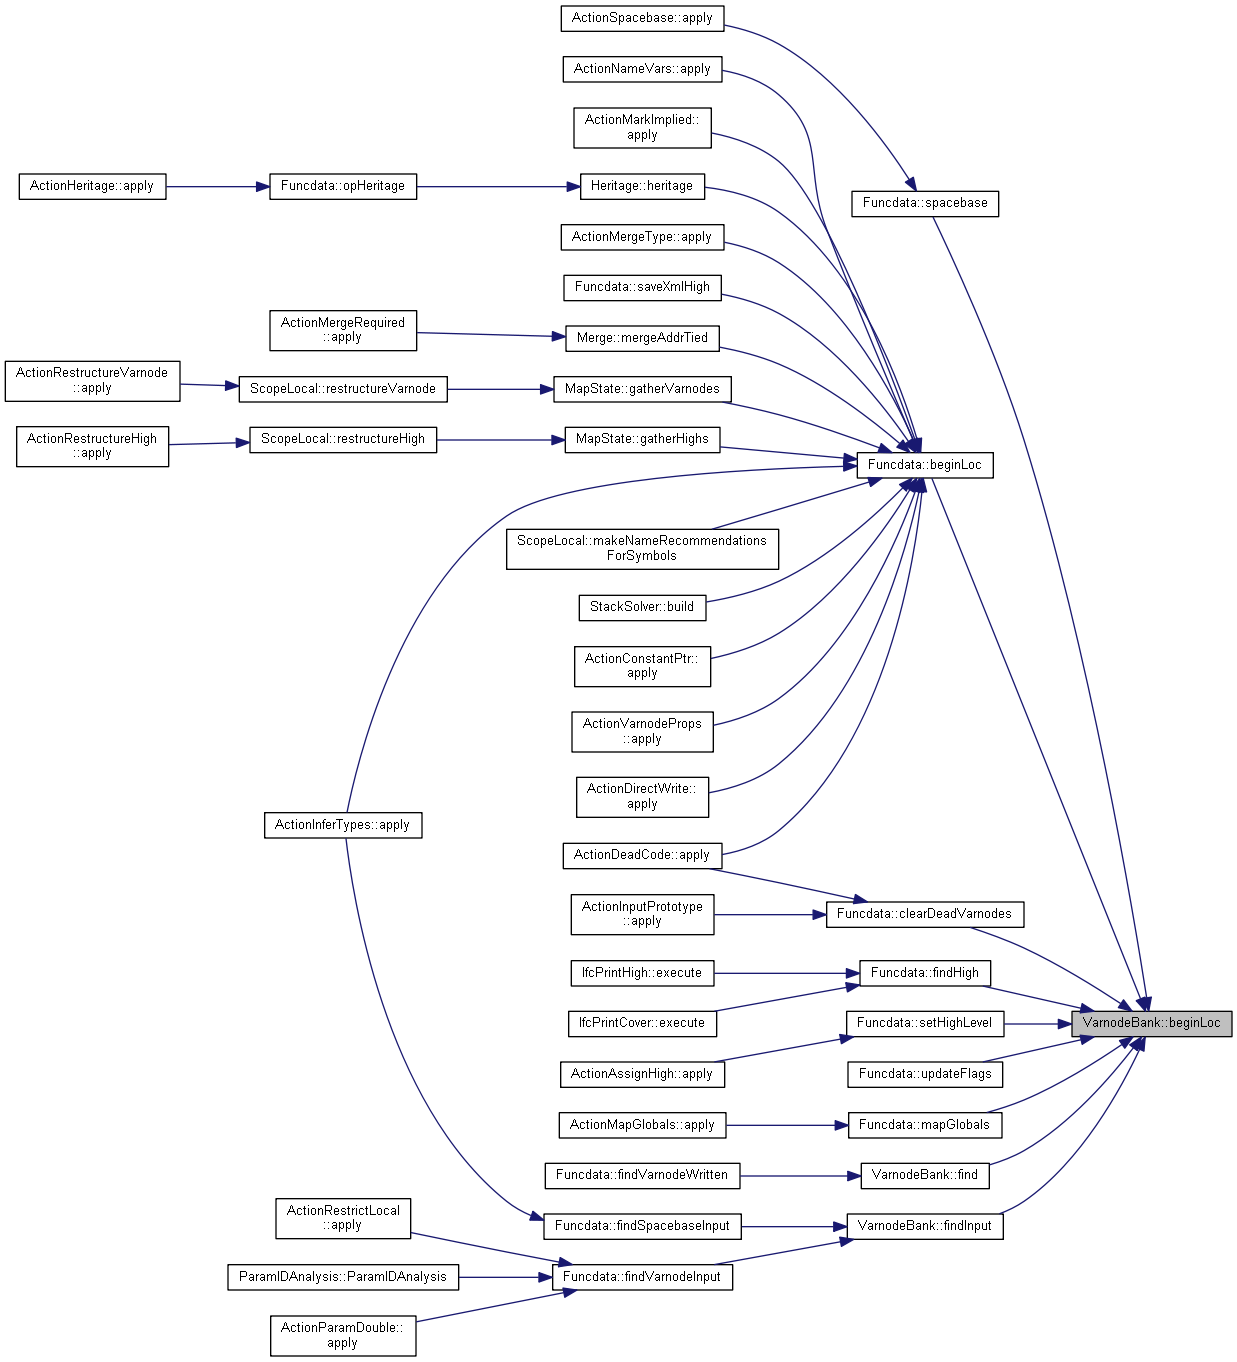 ActionSpacebase::apply
ActionNameVars::apply
ActionMarkImplied::
apply
Funcdata::spacebase
ActionHeritage::apply
Funcdata::opHeritage
Heritage::heritage
ActionMergeType::apply
Funcdata::saveXmlHigh
ActionMergeRequired
::apply
Merge::mergeAddrTied
ActionRestructureVarnode
::apply
ScopeLocal::restructureVarnode
MapState::gatherVarnodes
ActionRestructureHigh
::apply
ScopeLocal::restructureHigh
MapState::gatherHighs
Funcdata::beginLoc
ScopeLocal::makeNameRecommendations
ForSymbols
StackSolver::build
ActionConstantPtr::
apply
ActionVarnodeProps
::apply
ActionDirectWrite::
apply
ActionInferTypes::apply
ActionDeadCode::apply
ActionInputPrototype
::apply
Funcdata::clearDeadVarnodes
IfcPrintHigh::execute
Funcdata::findHigh
IfcPrintCover::execute
Funcdata::setHighLevel
VarnodeBank::beginLoc
ActionAssignHigh::apply
Funcdata::updateFlags
ActionMapGlobals::apply
Funcdata::mapGlobals
Funcdata::findVarnodeWritten
VarnodeBank::find
ActionRestrictLocal
::apply
Funcdata::findSpacebaseInput
VarnodeBank::findInput
ParamIDAnalysis::ParamIDAnalysis
Funcdata::findVarnodeInput
ActionParamDouble::
apply